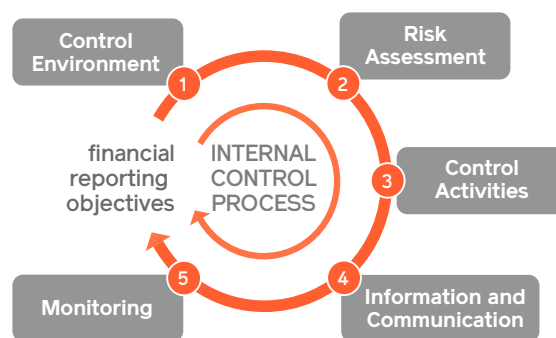 Control
Environment
1
Risk
Assessment
2
financial
reporting
objectives
INTERNAL
CONTROL
PROCESS
3
Control
Activities
5
Monitoring
4
Information and
Communication